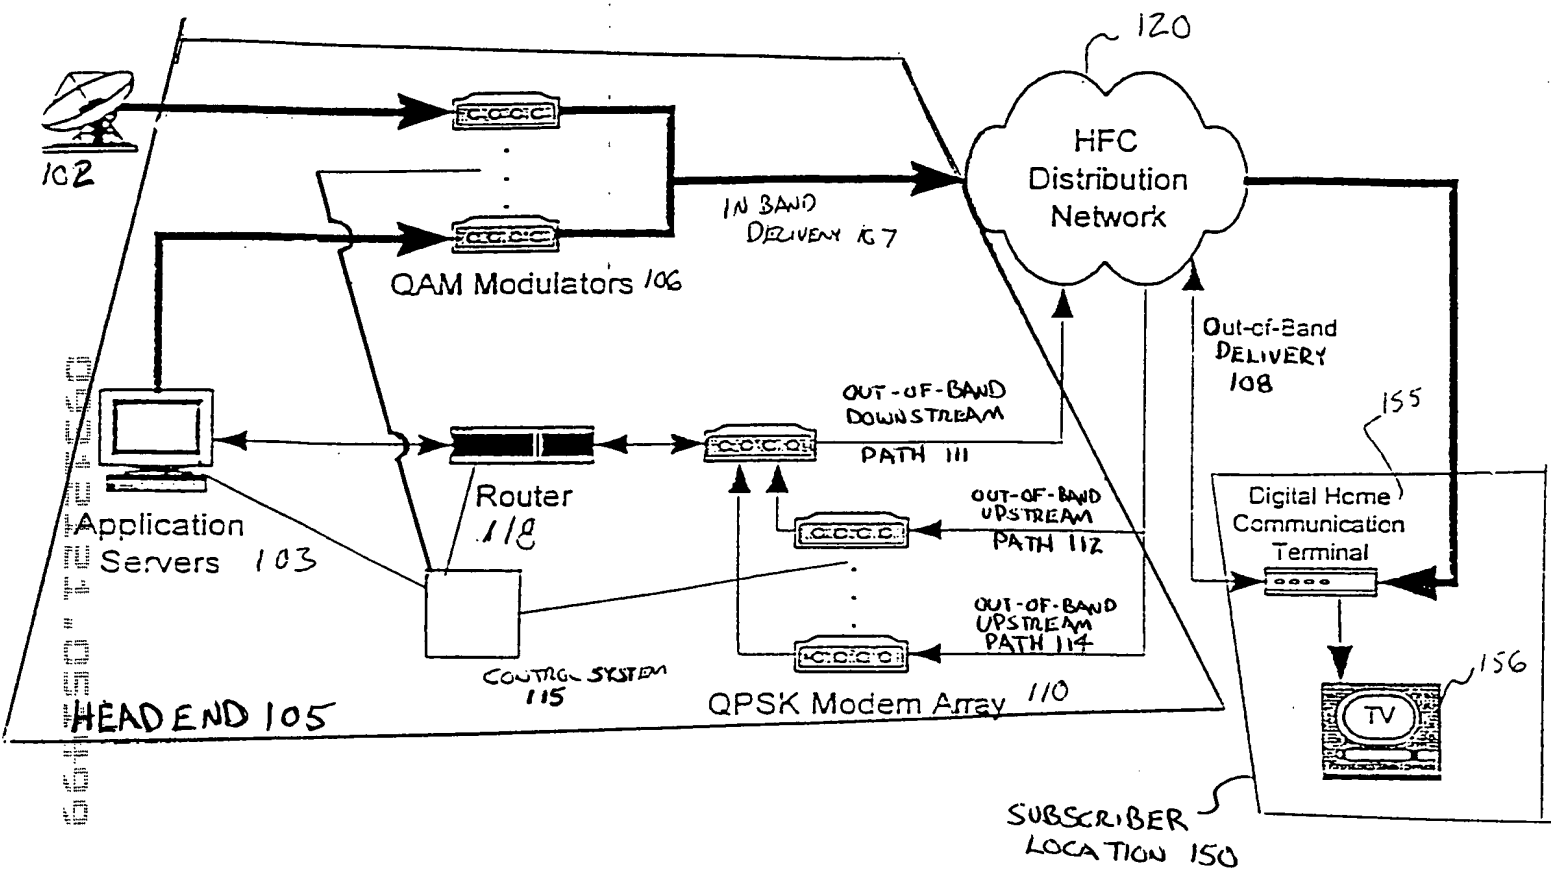 120
HFC
Distribution
Network
102
IN BAND
DELIVERY 107
QAM Modulators 106
Out-of-Band
DELIVERY
108
OUT-OF-BAND
DOWNSTREAM
PATH 111
155
Router
118
OUT-OF-BAND
UPSTREAM
PATH 112
Digital Home
Communication
Terminal
Application
Servers 103
OUT-OF-BAND
UPSTREAM
PATH 114
CONTROL SYSTEM
115
QPSK Modem Array 110
156
TV
HEADEND 105
SUBSCRIBER
LOCATION 150